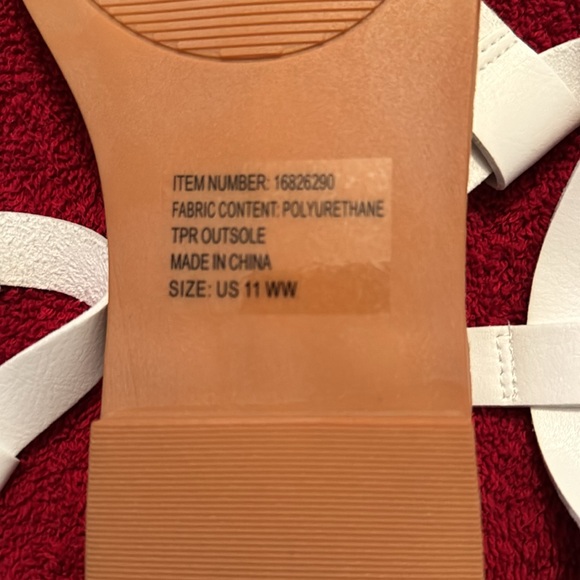 ITEM NUMBER: 16826290
FABRIC CONTENT: POLYURETHANE
TPR OUTSOLE
MADE IN CHINA
SIZE: US 11 WW